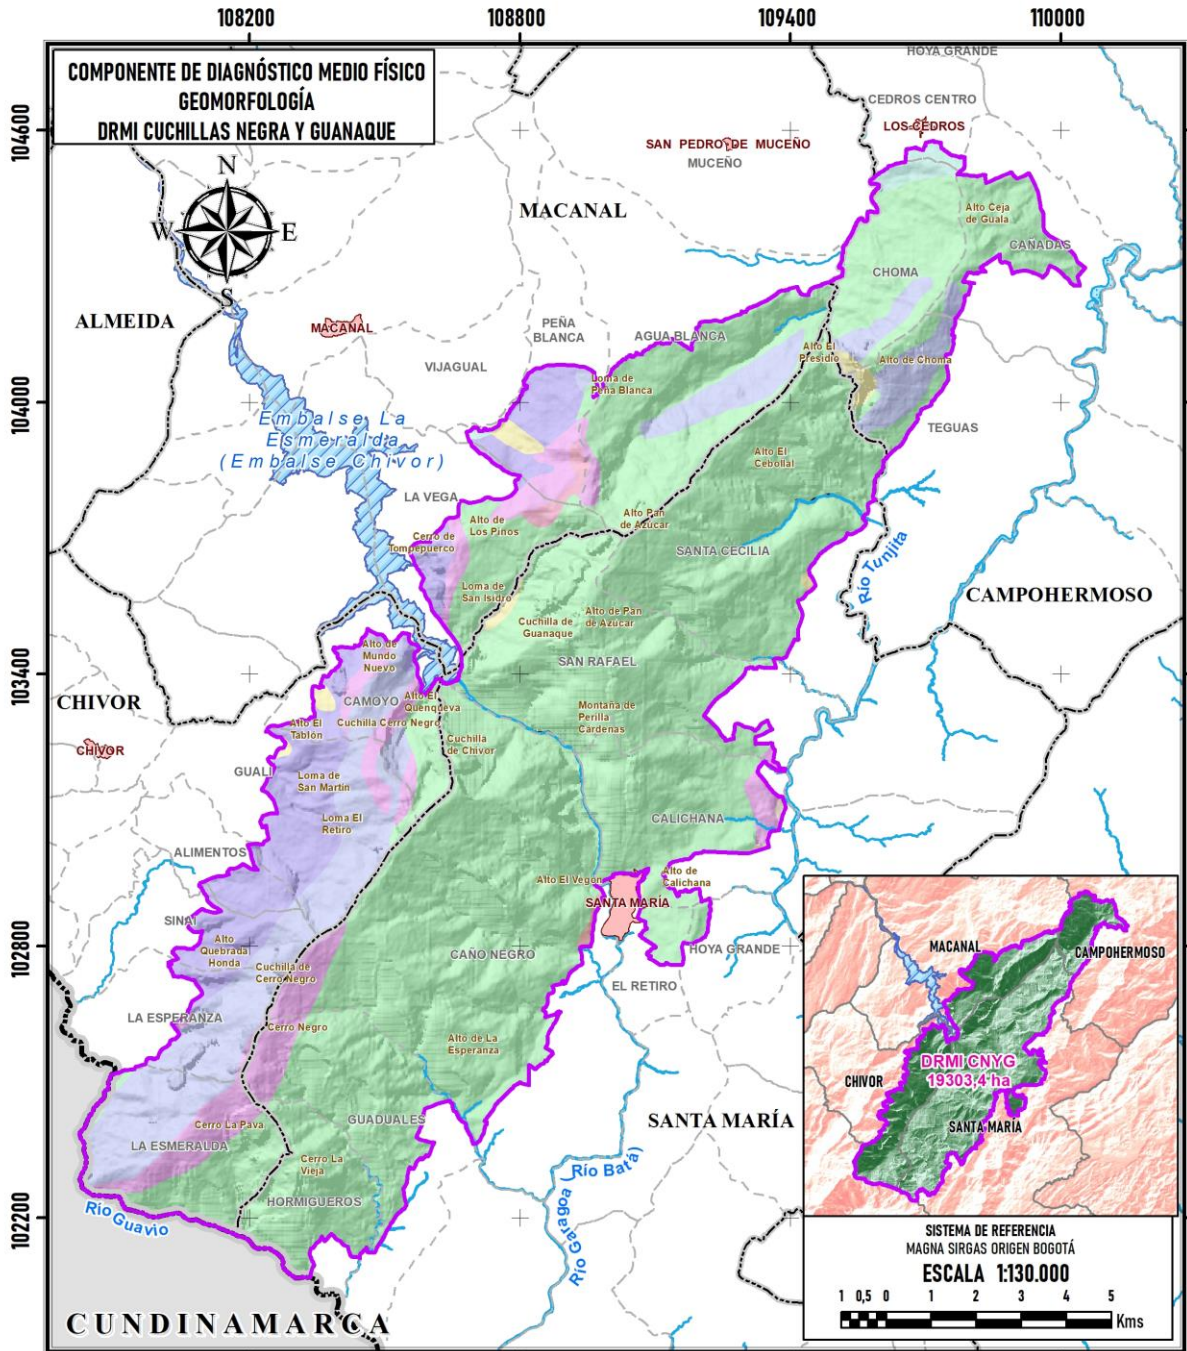 108200 108800 109400 110000
COMPONENTE DE DIAGNÓSTICO MEDIO FÍSICO
GEOMORFOLOGÍA
DRMI CUCHILLAS NEGRA Y GUANAQUE
104600
104000
103400
102800
102200
N
W
E
S
HOYA GRANDE
CEDROS CENTRO
LOS CEDROS
SAN PEDRO DE MUCEÑO
MUCEÑO
MACANAL
Alto Ceja
de Guala
CAÑADAS
CHOMA
ALMEIDA
MACANAL
PEÑA
BLANCA
AGUA BLANCA
VIJAGUAL
Alto El
Presidio
Alto de Choma
Loma de
Peña Blanca
Embalse La
Esmeralda
(Embalse Chivor)
TEGUAS
Alto El
Cebollal
LA VEGA
Alto de
Los Pinos
Alto Pan
de Azúcar
Cerro de
Tompepuerco
SANTA CECILIA
Río Tunjita
Loma de
San Isidro
Cuchilla de
Guanaque
Alto de Pan
de Azúcar
CAMPOHERMOSO
Alto de
Mundo
Nuevo
SAN RAFAEL
CHIVOR
CAMOYO
Alto El
Quenqueva
Montaña de
Perilla
Cárdenas
Cuchilla Cerro Negro
Alto El
Tablón
Cuchilla
de Chivor
CHIVOR
GUALI
Loma de
San Martín
Loma El
Retiro
CALICHANA
ALIMENTOS
Alto El Vegón
Alto de
Calichana
SANTA MARÍA
SINAI
Alto
Quebrada
Honda
CAÑO NEGRO
HOYA GRANDE
Cuchilla de
Cerro Negro
EL RETIRO
LA ESPERANZA
Cerro Negro
Alto de La
Esperanza
GUADUALES
SANTA MARÍA
Cerro La Pava
LA ESMERALDA
Cerro La
Vieja
Río Garagoa (Río Batá)
HORMIGUEROS
Río Guavio
CUNDINAMARCA
MACANAL
CAMPOHERMOSO
DRMI CNYG
19303,4 ha
CHIVOR
SANTA MARÍA
SISTEMA DE REFERENCIA
MAGNA SIRGAS ORIGEN BOGOTÁ
ESCALA 1:130.000
1 0,5 0 1 2 3 4 5
Kms